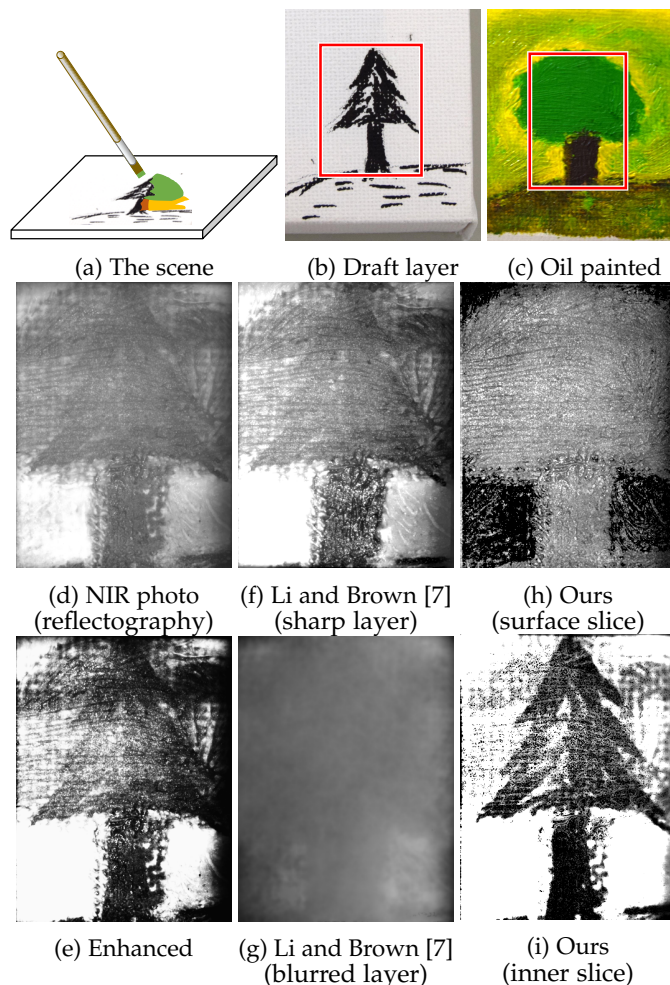 (a) The scene
(b) Draft layer
(c) Oil painted
(d) NIR photo
(reflectography)
(f) Li and Brown [7]
(sharp layer)
(h) Ours
(surface slice)
(e) Enhanced
(g) Li and Brown [7]
(blurred layer)
(i) Ours
(inner slice)